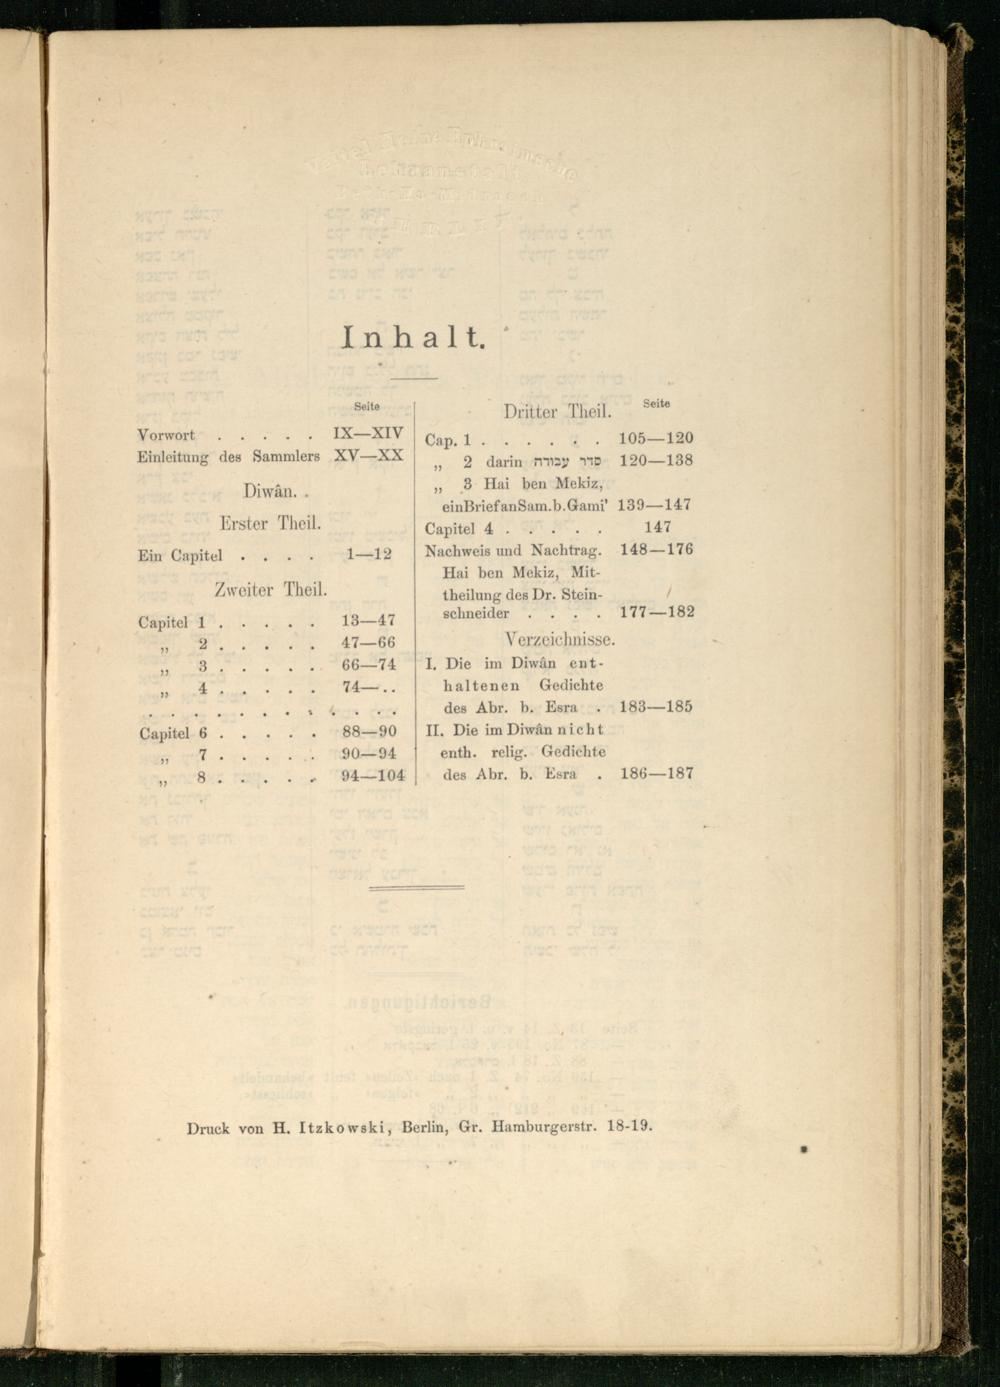 Inhalt.
Seite
Vorwort . . . . . IX—XIV
Einleitung des Sammlers XV—XX
Diwân.
Erster Theil.
Ein Capitel . . . . 1—12
Zweiter Theil.
Capitel 1 . . . . . 13—47
„ 2 . . . . . 47—66
„ 3 . . . . . 66—74
„ 4 . . . . . 74—..
. . . . . . . . . . . .
Capitel 6 . . . . . 88—90
„ 7 . . . . . 90—94
„ 8 . . . . . 94—104
Dritter Theil. Seite
Cap. 1 . . . . . . 105—120
„ 2 darin סדר עבודה 120—138
„ 3 Hai ben Mekiz,
einBriefanSam.b.Gami' 139—147
Capitel 4 . . . . . 147
Nachweis und Nachtrag. 148—176
Hai ben Mekiz, Mit-
theilung des Dr. Stein-
schneider . . . . 177—182
Verzeichnisse.
I. Die im Diwân ent-
haltenen Gedichte
des Abr. b. Esra . 183—185
II. Die im Diwân nicht
enth. relig. Gedichte
des Abr. b. Esra . 186—187
Druck von H. Itzkowski, Berlin, Gr. Hamburgerstr. 18-19.